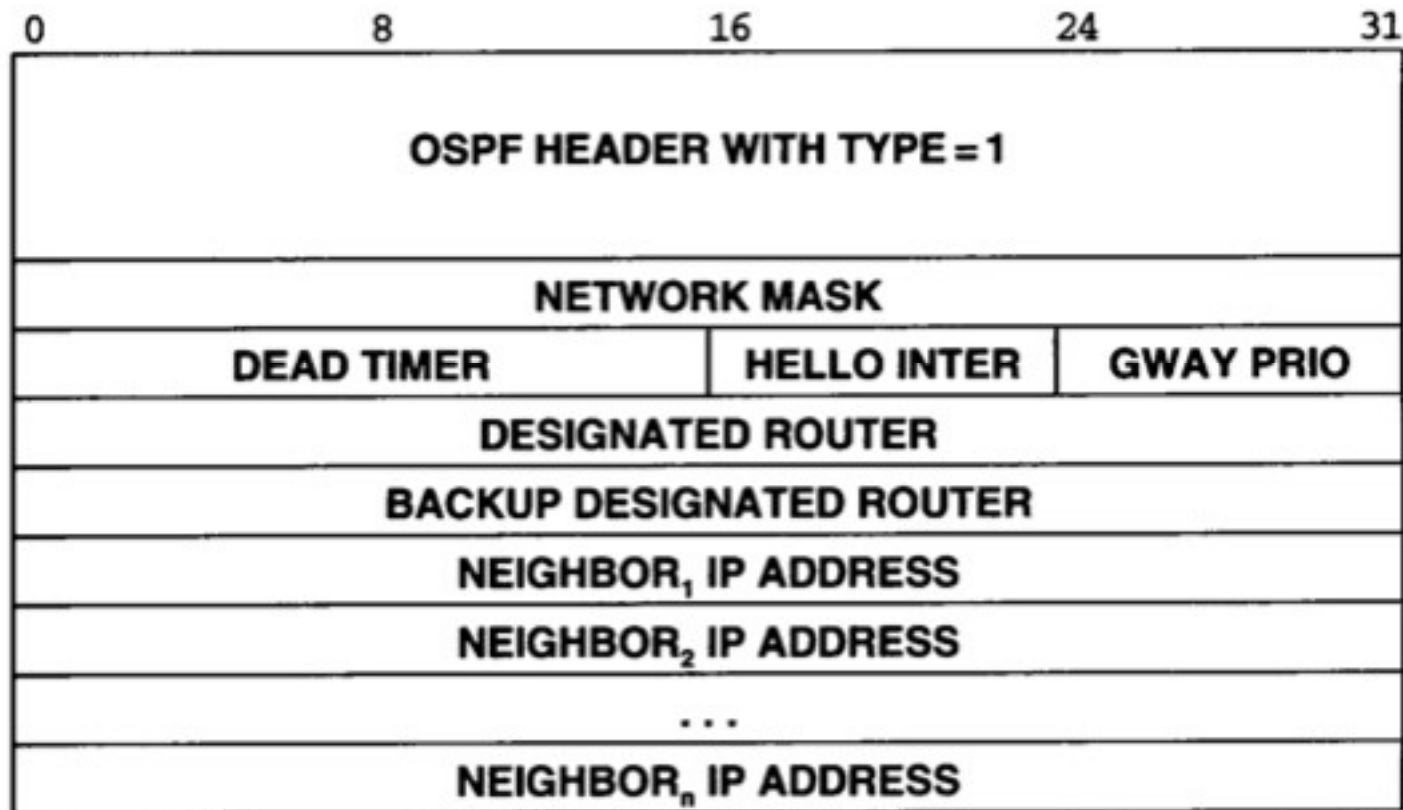 0 8 16 24 31
OSPF HEADER WITH TYPE = 1
NETWORK MASK
DEAD TIMER HELLO INTER GWAY PRIO
DESIGNATED ROUTER
BACKUP DESIGNATED ROUTER
NEIGHBOR₁ IP ADDRESS
NEIGHBOR₂ IP ADDRESS
...
NEIGHBORₙ IP ADDRESS